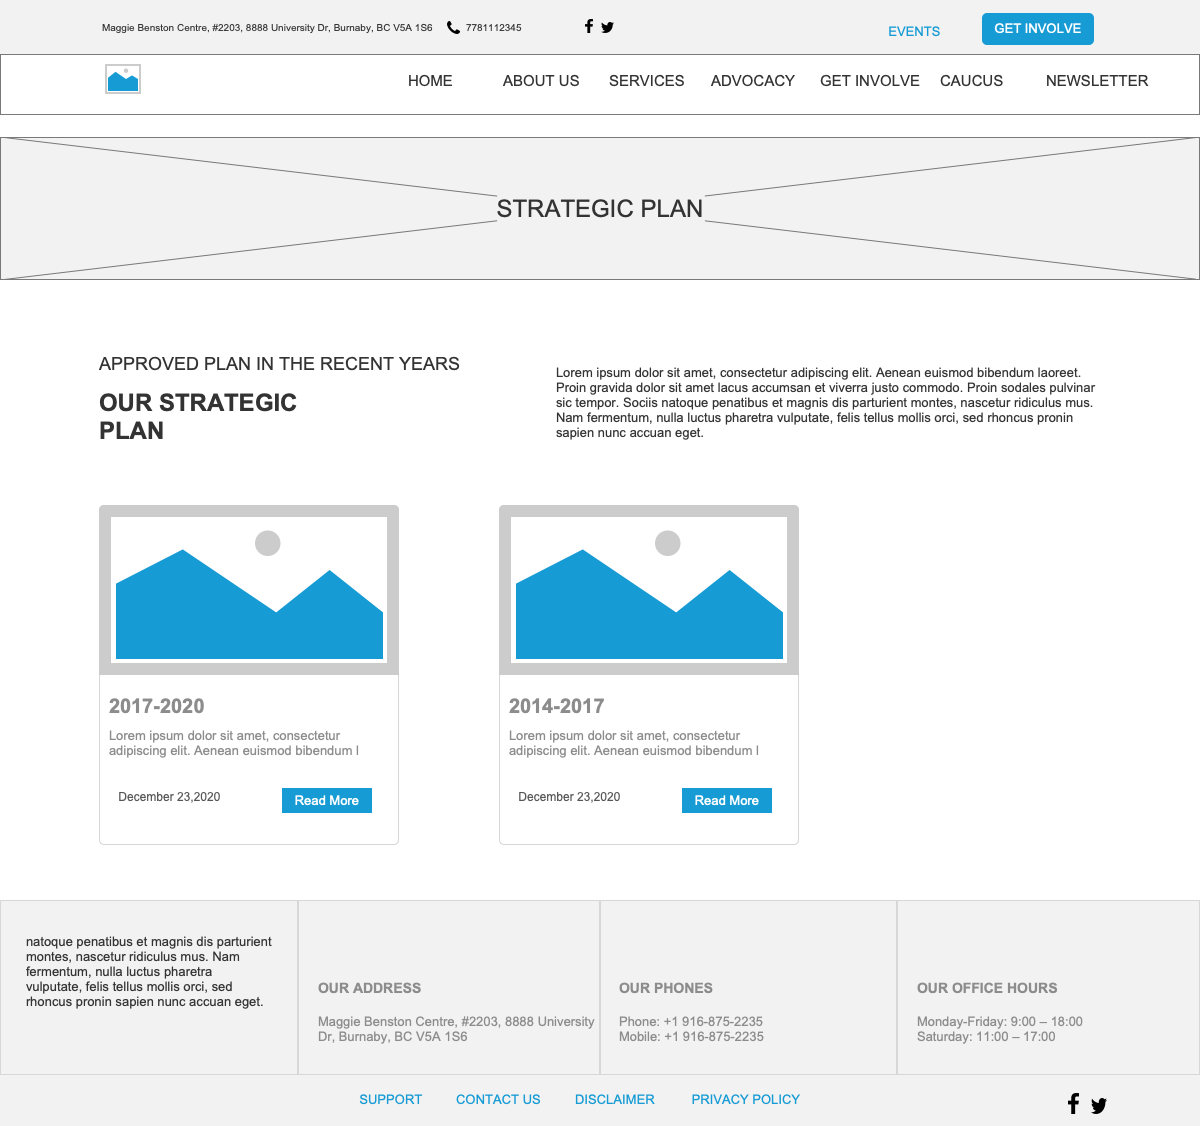 Maggie Benston Centre, #2203, 8888 University Dr, Burnaby, BC V5A 1S6
7781112345
EVENTS
GET INVOLVE
HOME
ABOUT US
SERVICES
ADVOCACY
GET INVOLVE
CAUCUS
NEWSLETTER
STRATEGIC PLAN
APPROVED PLAN IN THE RECENT YEARS
OUR STRATEGIC
PLAN
Lorem ipsum dolor sit amet, consectetur adipiscing elit. Aenean euismod bibendum laoreet.
Proin gravida dolor sit amet lacus accumsan et viverra justo commodo. Proin sodales pulvinar
sic tempor. Sociis natoque penatibus et magnis dis parturient montes, nascetur ridiculus mus.
Nam fermentum, nulla luctus pharetra vulputate, felis tellus mollis orci, sed rhoncus pronin
sapien nunc accuan eget.
2017-2020
Lorem ipsum dolor sit amet, consectetur
adipiscing elit. Aenean euismod bibendum l
December 23,2020
Read More
2014-2017
Lorem ipsum dolor sit amet, consectetur
adipiscing elit. Aenean euismod bibendum l
December 23,2020
Read More
natoque penatibus et magnis dis parturient
montes, nascetur ridiculus mus. Nam
fermentum, nulla luctus pharetra
vulputate, felis tellus mollis orci, sed
rhoncus pronin sapien nunc accuan eget.
OUR ADDRESS
Maggie Benston Centre, #2203, 8888 University
Dr, Burnaby, BC V5A 1S6
OUR PHONES
Phone: +1 916-875-2235
Mobile: +1 916-875-2235
OUR OFFICE HOURS
Monday-Friday: 9:00 – 18:00
Saturday: 11:00 – 17:00
SUPPORT
CONTACT US
DISCLAIMER
PRIVACY POLICY